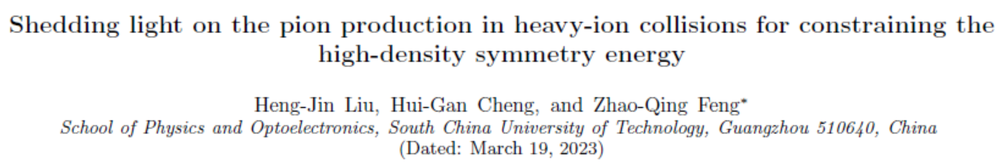 Shedding light on the pion production in heavy-ion collisions for constraining the
high-density symmetry energy
Heng-Jin Liu, Hui-Gan Cheng, and Zhao-Qing Feng*
School of Physics and Optoelectronics, South China University of Technology, Guangzhou 510640, China
(Dated: March 19, 2023)